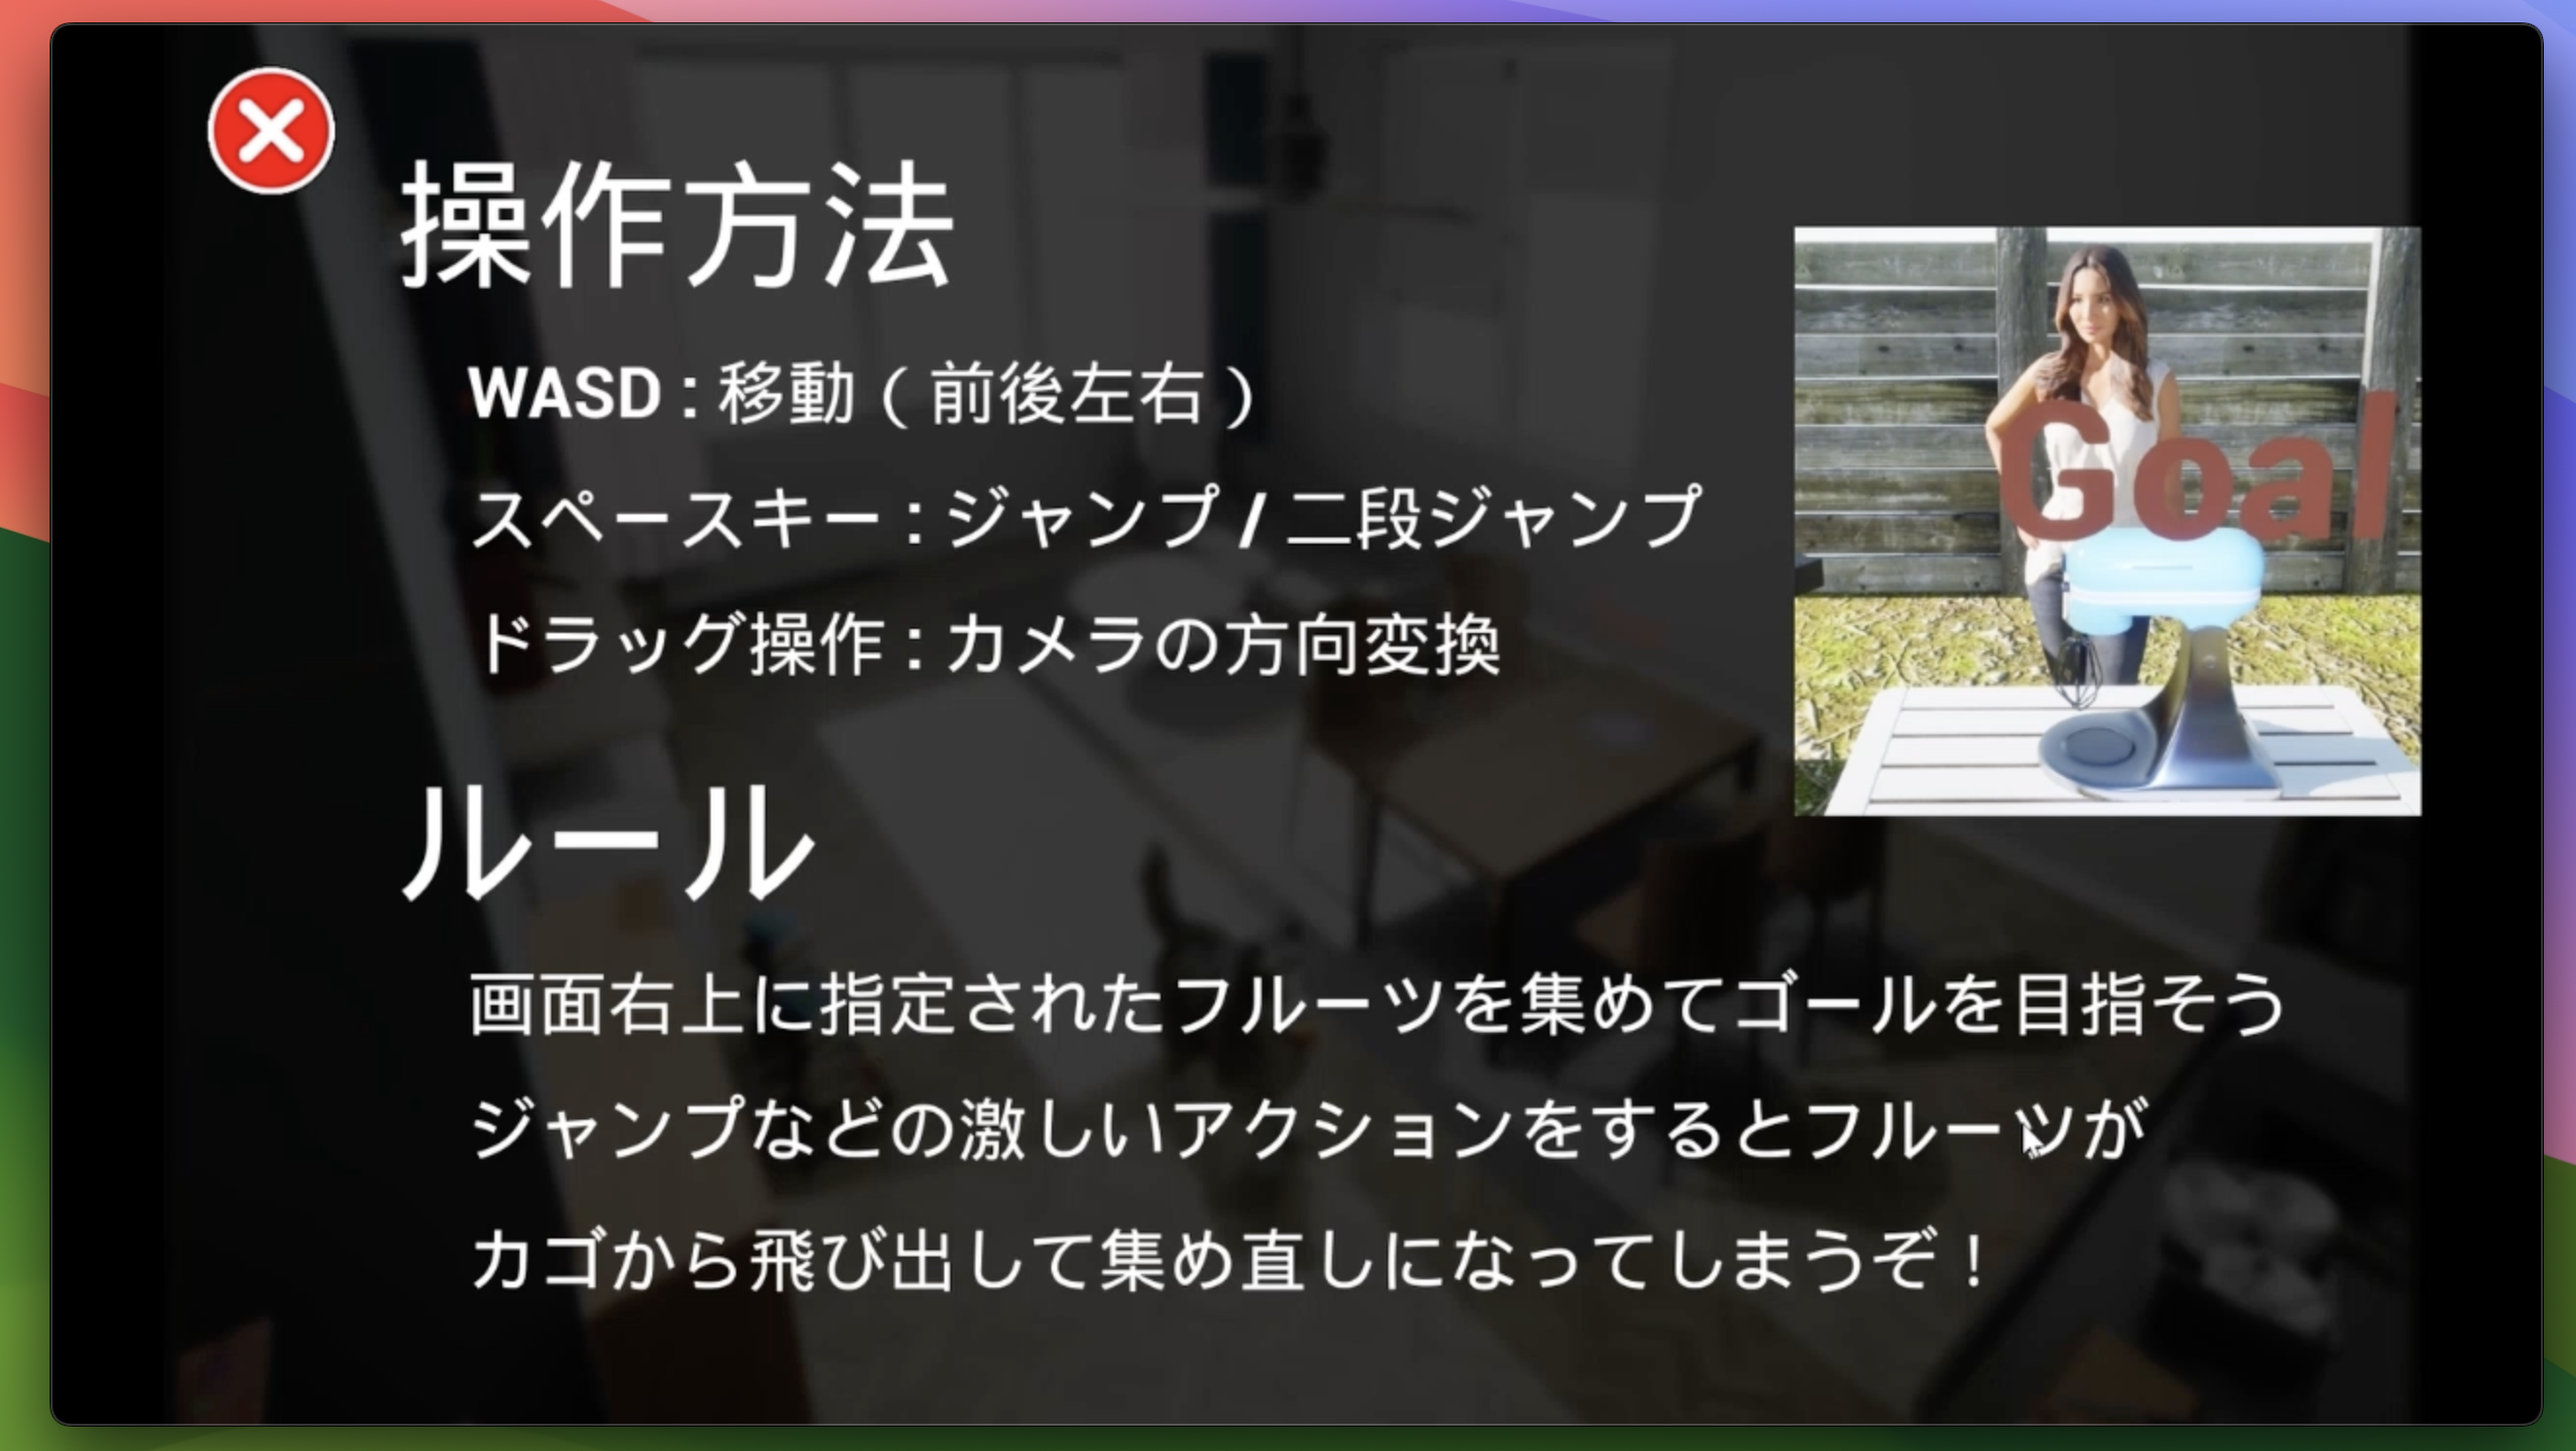 操作方法
WASD : 移動（前後左右）
スペースキー : ジャンプ / 二段ジャンプ
ドラッグ操作 : カメラの方向変換
Goal
ルール
画面右上に指定されたフルーツを集めてゴールを目指そう
ジャンプなどの激しいアクションをするとフルーツが
カゴから飛び出して集め直しになってしまうぞ！